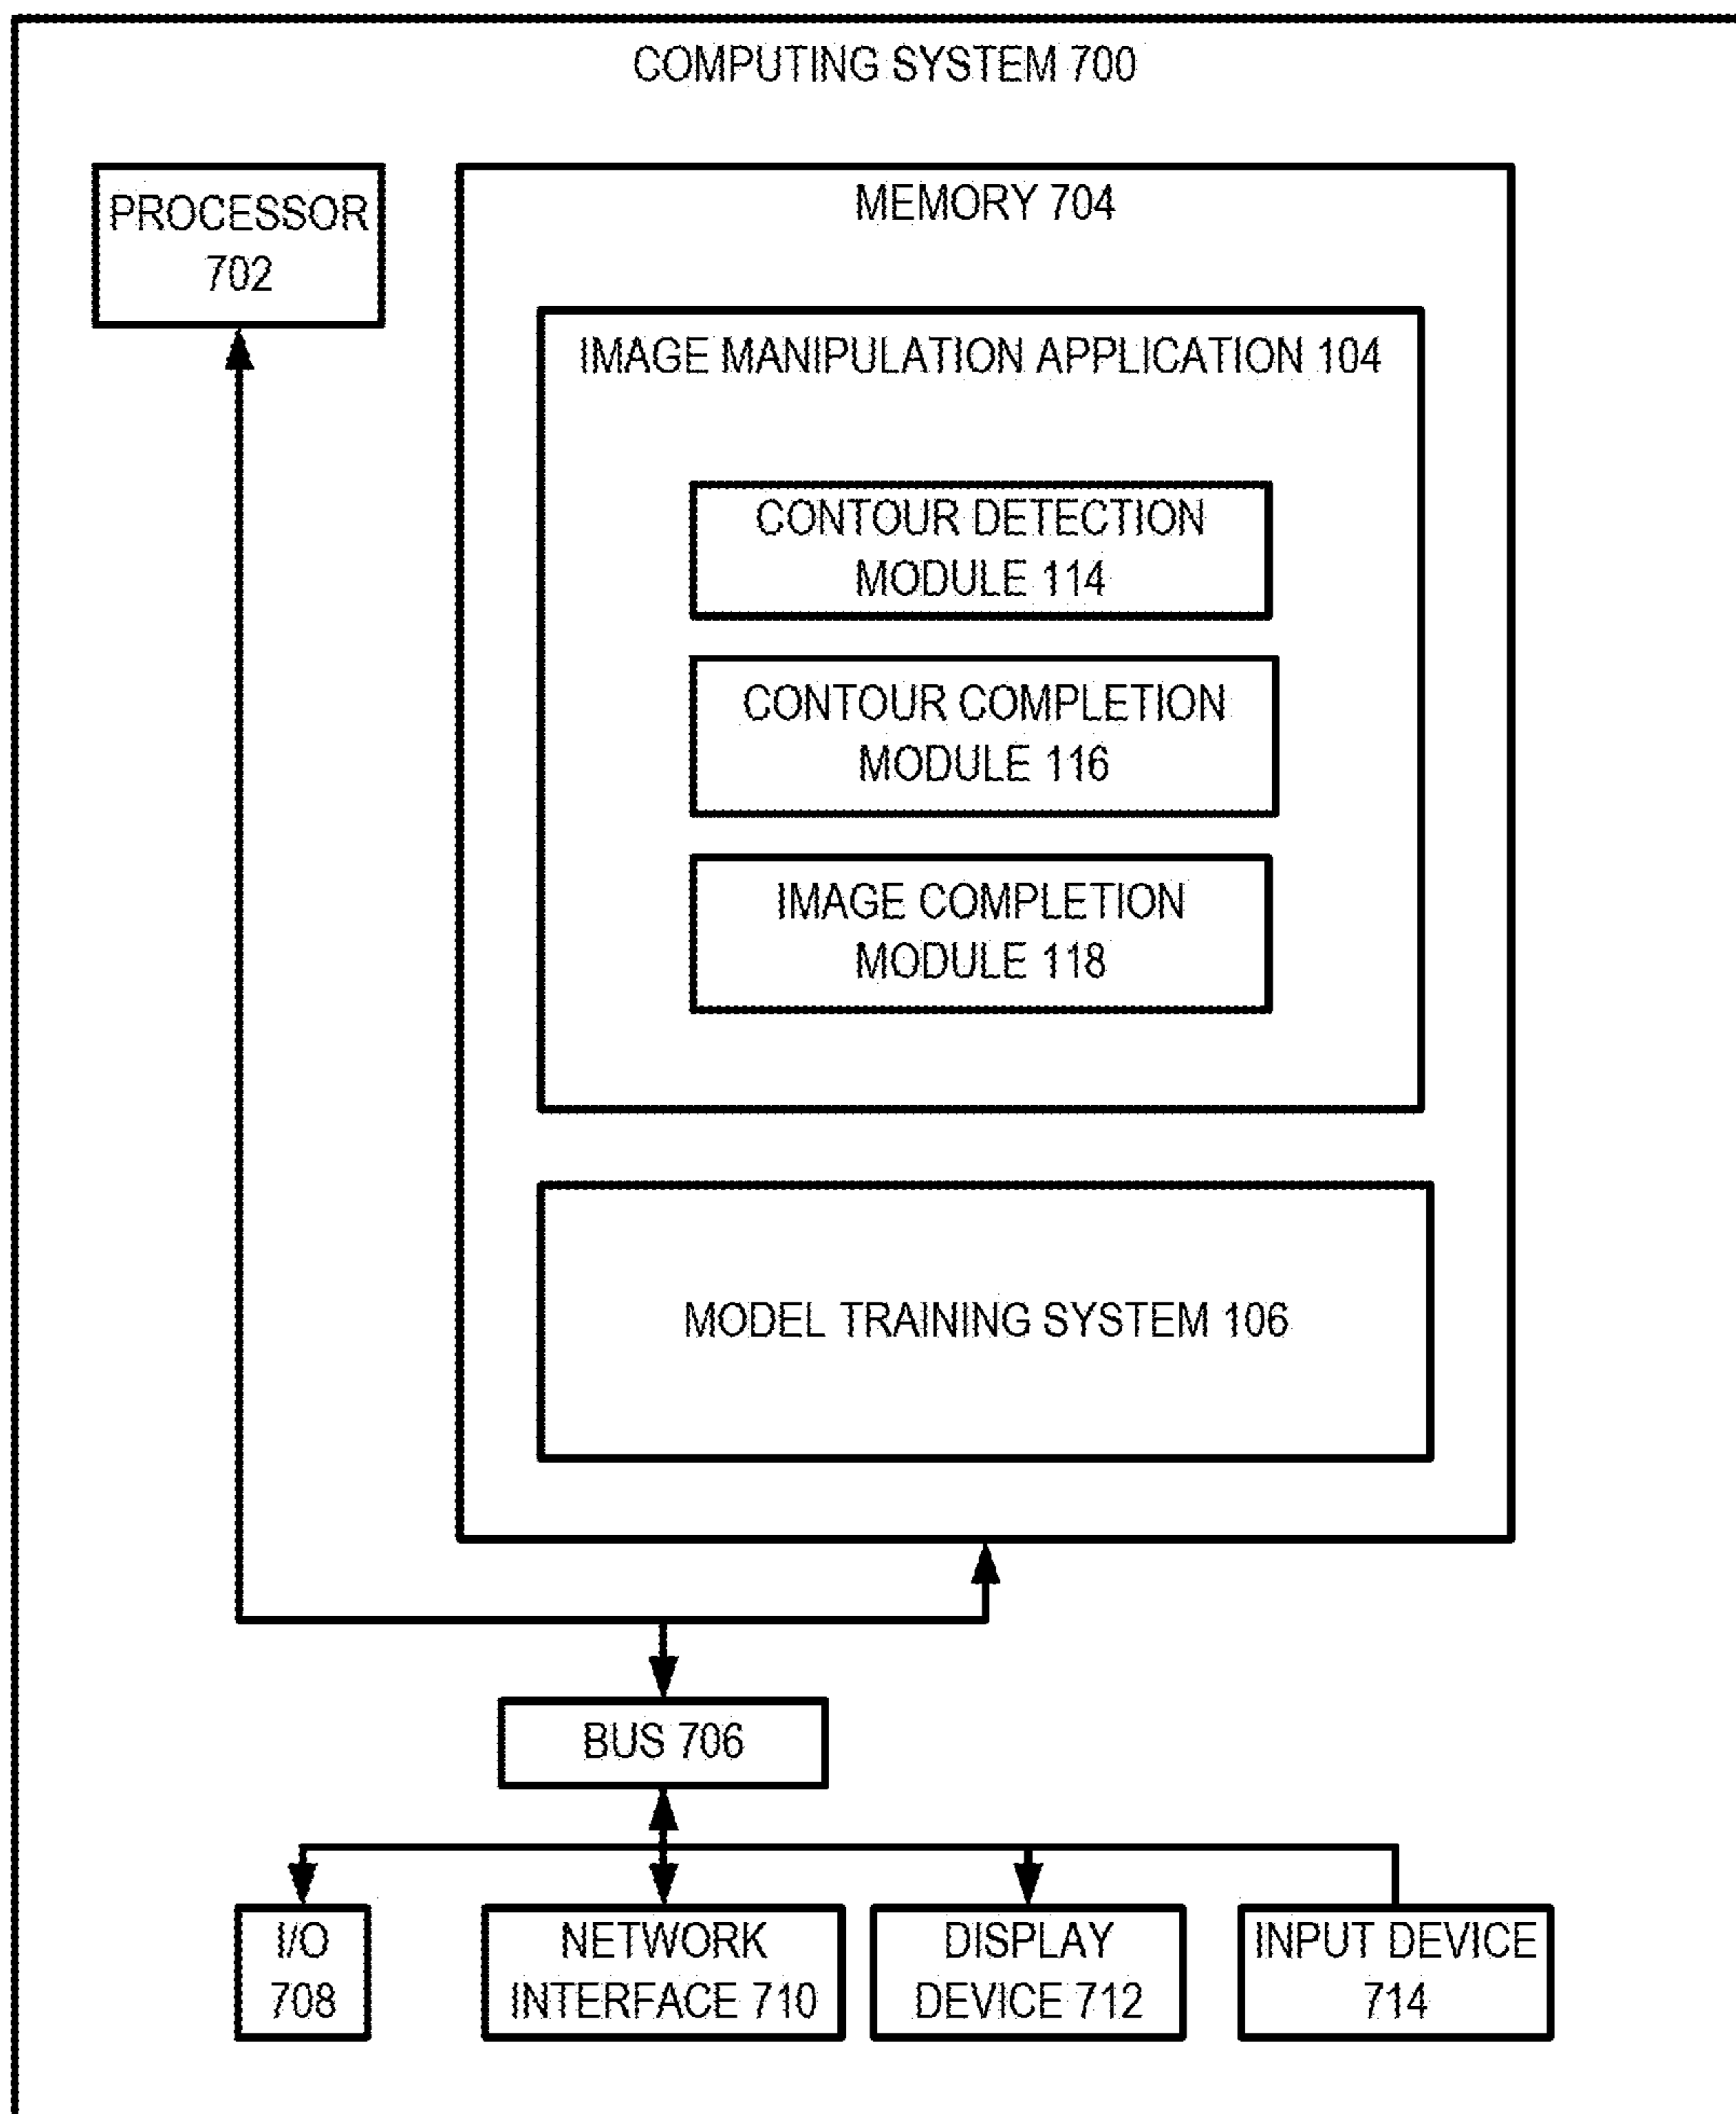 COMPUTING SYSTEM 700
PROCESSOR
702
MEMORY 704
IMAGE MANIPULATION APPLICATION 104
CONTOUR DETECTION
MODULE 114
CONTOUR COMPLETION
MODULE 116
IMAGE COMPLETION
MODULE 118
MODEL TRAINING SYSTEM 106
BUS 706
I/O
708
NETWORK
INTERFACE 710
DISPLAY
DEVICE 712
INPUT DEVICE
714